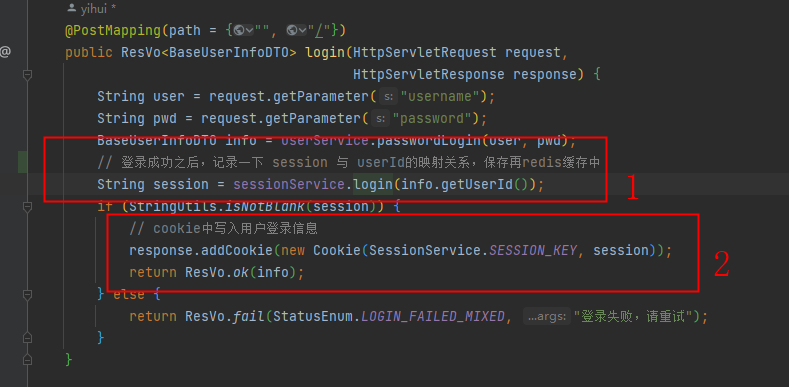 yihui *
@PostMapping(path = {"", "/"})
public ResVo<BaseUserInfoDTO> login(HttpServletRequest request,
@
HttpServletResponse response) {
String user = request.getParameter( s: "username");
String pwd = request.getParameter( s: "password");
BaseUserInfoDTO info = userService.passwordLogin(user, pwd);
// 登录成功之后，记录一下 session 与 userId的映射关系，保存再redis缓存中
String session = sessionService.login(info.getUserId());
1
if (StringUtils.isNotBlank(session)) {
// cookie中写入用户登录信息
response.addCookie(new Cookie(SessionService.SESSION_KEY, session));
2
return ResVo.ok(info);
} else {
return ResVo.fail(StatusEnum.LOGIN_FAILED_MIXED, ...args: "登录失败，请重试");
}
}